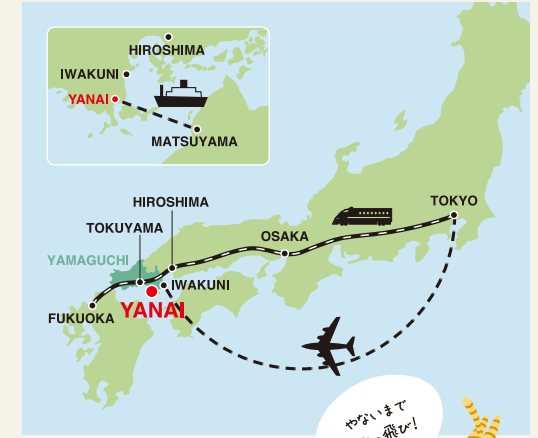 HIROSHIMA
IWAKUNI
YANAI
MATSUYAMA
HIROSHIMA
TOKYO
TOKUYAMA
OSAKA
YAMAGUCHI
IWAKUNI
YANAI
FUKUOKA
やないまで
飛び!